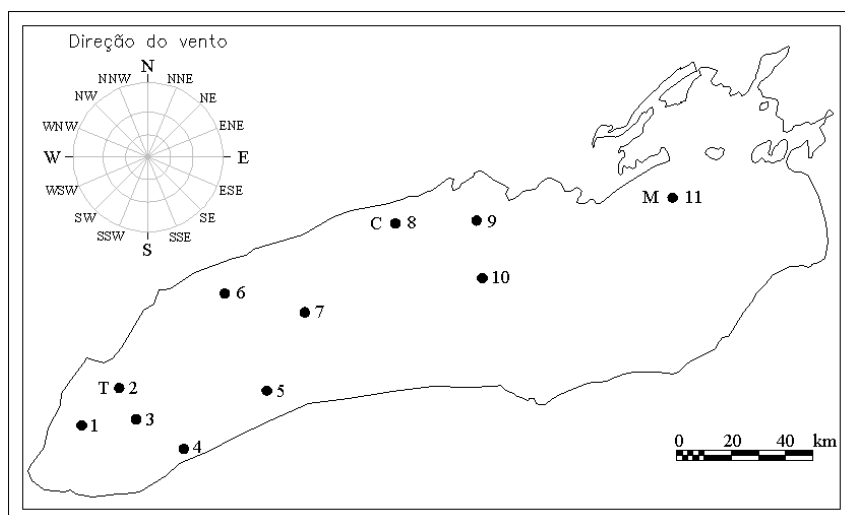 Direção do vento
N
NNW NNE
NW NE
WNW ENE
W E
WSW ESE
SW SE
SSW SSE
S
M 11
C 8 9
10
6
7
T 2
5
1 3
4
0 20 40 km